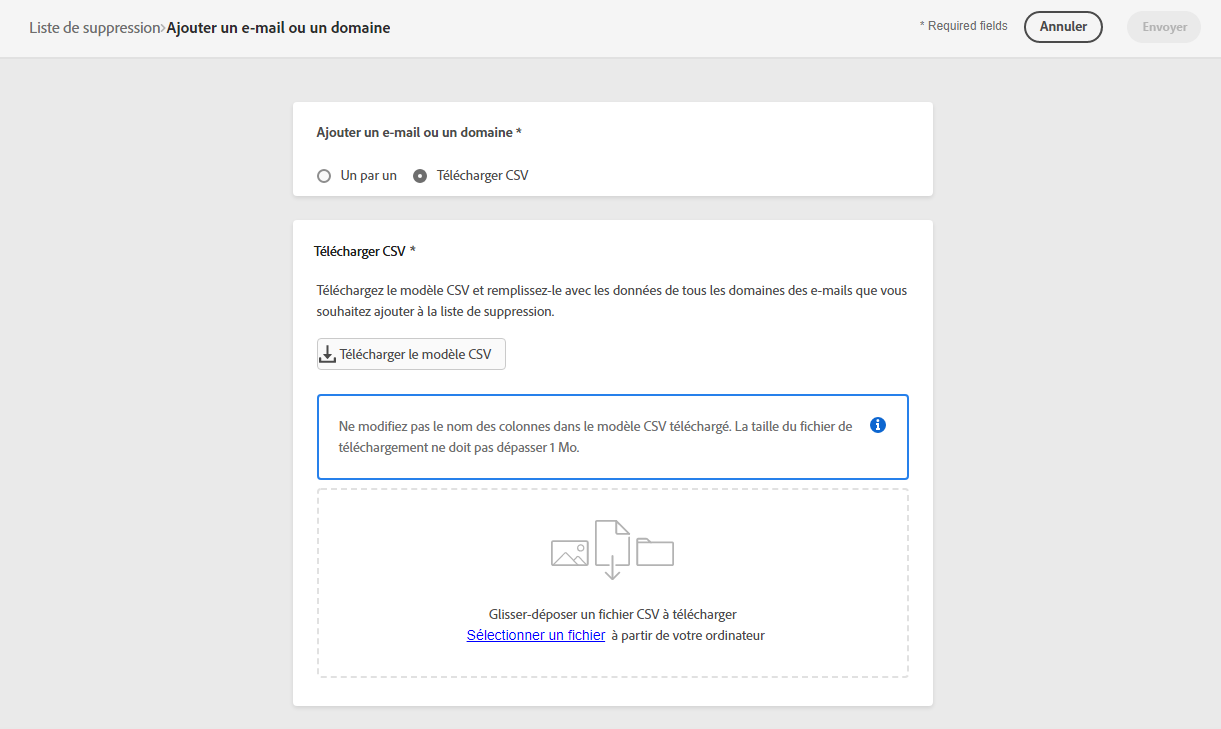 Liste de suppression›Ajouter un e-mail ou un domaine
* Required fields
Annuler
Envoyer
Ajouter un e-mail ou un domaine *
Un par un
Télécharger CSV
Télécharger CSV *
Téléchargez le modèle CSV et remplissez-le avec les données de tous les domaines des e-mails que vous
souhaitez ajouter à la liste de suppression.
Télécharger le modèle CSV
Ne modifiez pas le nom des colonnes dans le modèle CSV téléchargé. La taille du fichier de
téléchargement ne doit pas dépasser 1 Mo.
Glisser-déposer un fichier CSV à télécharger
Sélectionner un fichier à partir de votre ordinateur